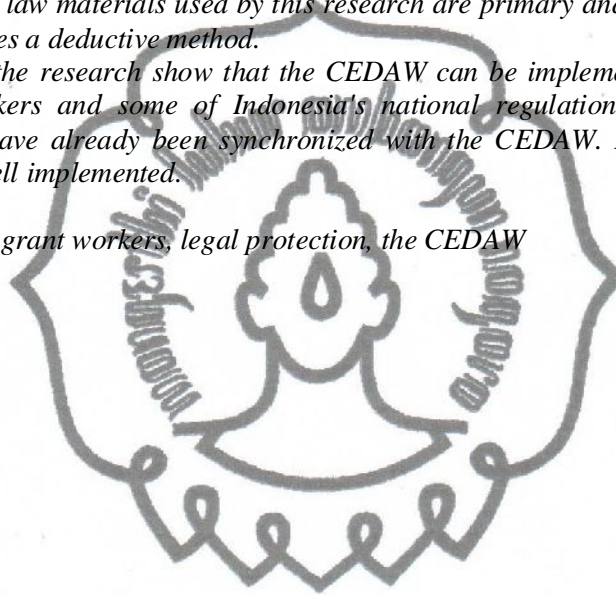 law materials used by this research are primary and
es a deductive method.
the research show that the CEDAW can be impleme
kers and some of Indonesia's national regulation
ave already been synchronized with the CEDAW.
ell implemented.
grant workers, legal protection, the CEDAW